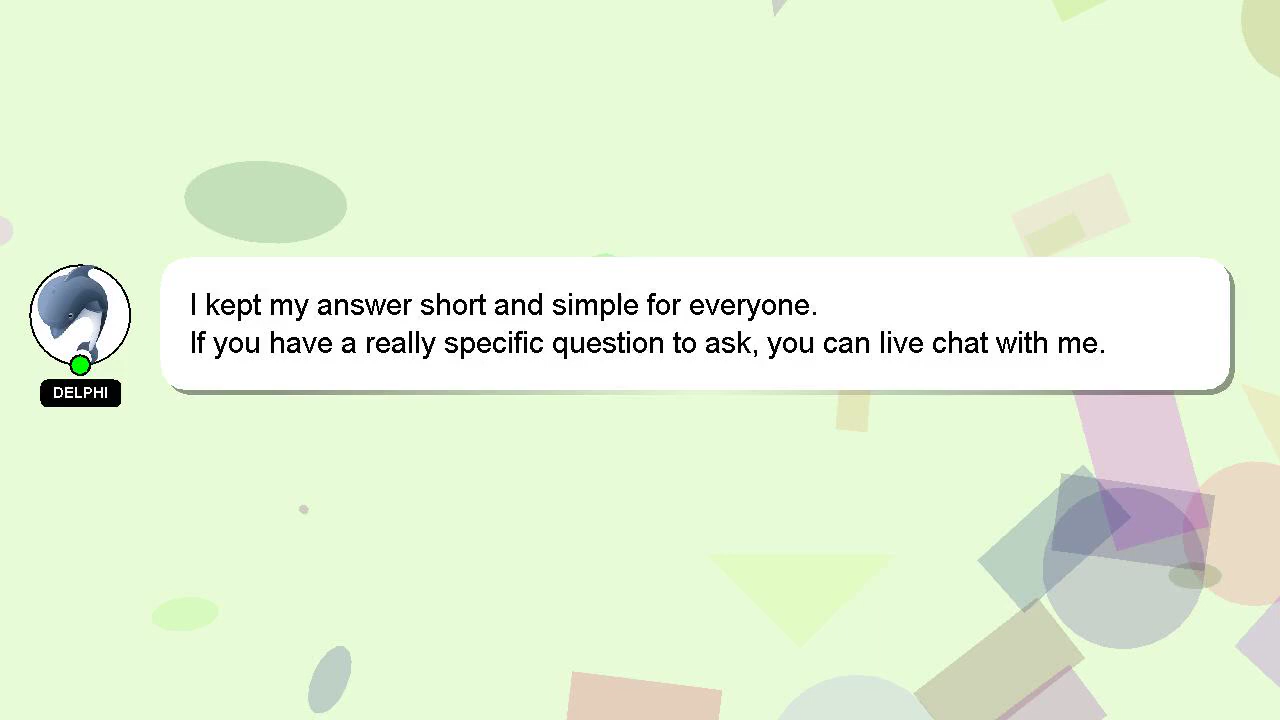 I kept my answer short and simple for everyone.
If you have a really specific question to ask, you can live chat with me.
DELPHI